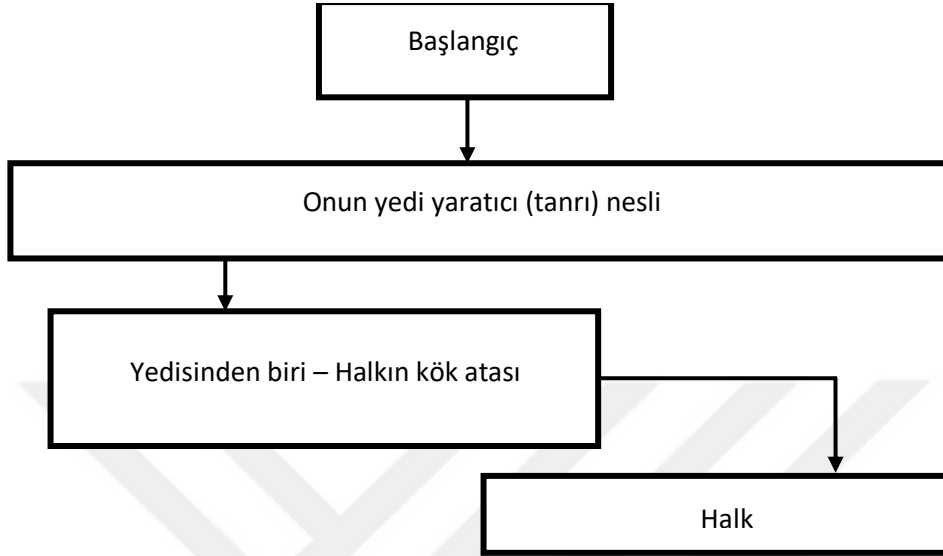 Başlangıç
Onun yedi yaratıcı (tanrı) nesli
Yedisinden biri – Halkın kök atası
Halk